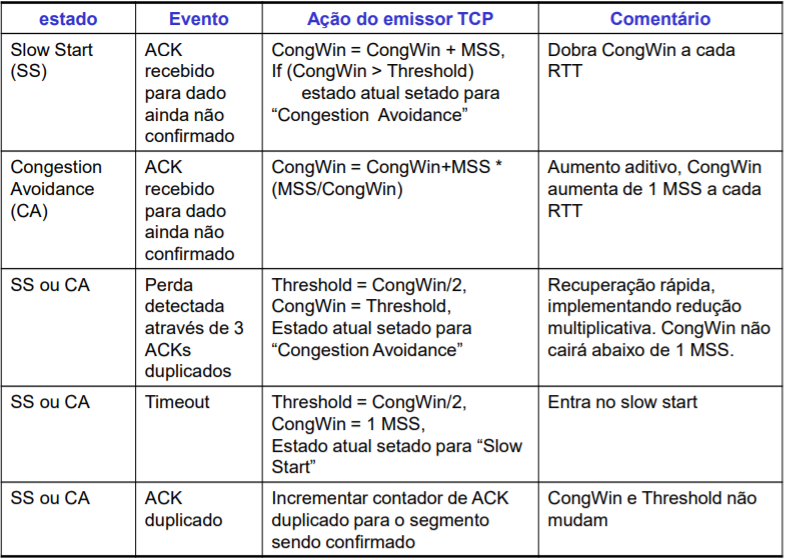 estado Evento Ação do emissor TCP Comentário
Slow Start
(SS)
ACK
recebido
para dado
ainda não
confirmado
CongWin = CongWin + MSS,
If (CongWin > Threshold)
estado atual setado para
“Congestion Avoidance”
Dobra CongWin a cada
RTT
Congestion
Avoidance
(CA)
ACK
recebido
para dado
ainda não
confirmado
CongWin = CongWin+MSS *
(MSS/CongWin)
Aumento aditivo, CongWin
aumenta de 1 MSS a cada
RTT
SS ou CA
Perda
detectada
através de 3
ACKs
duplicados
Threshold = CongWin/2,
CongWin = Threshold,
Estado atual setado para
“Congestion Avoidance”
Recuperação rápida,
implementando redução
multiplicativa. CongWin não
cairá abaixo de 1 MSS.
SS ou CA
Timeout
Threshold = CongWin/2,
CongWin = 1 MSS,
Estado atual setado para “Slow
Start”
Entra no slow start
SS ou CA
ACK
duplicado
Incrementar contador de ACK
duplicado para o segmento
sendo confirmado
CongWin e Threshold não
mudam